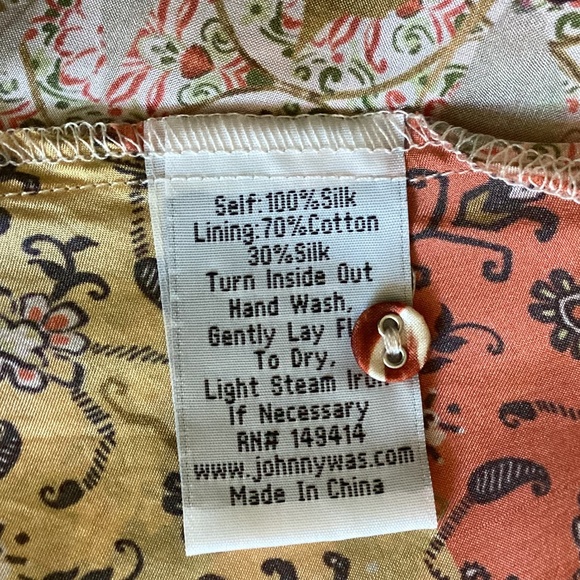 Self:100%Silk
Lining:70%Cotton
30%Silk
Turn Inside Out
Hand Wash,
Gently Lay Fl
To Dry,
Light Steam Iron
If Necessary
RN# 149414
www.johnnywas.com
Made In China